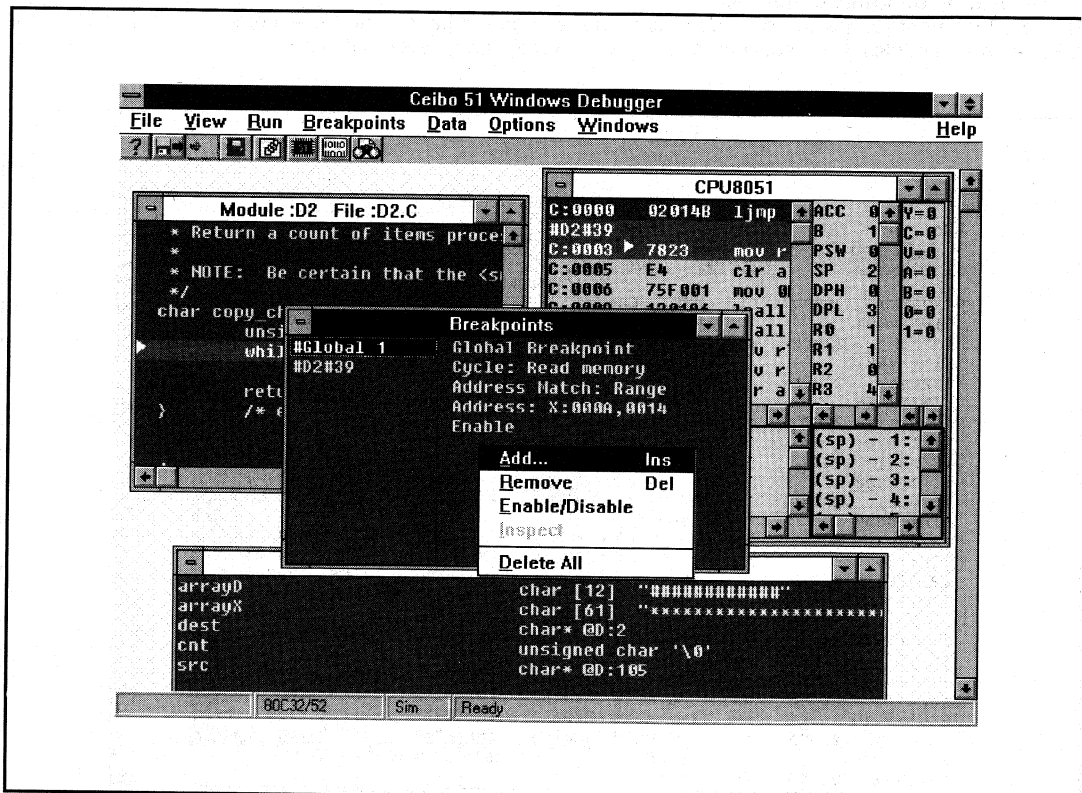 Ceibo 51 Windows Debugger
File View Run Breakpoints Data Options Windows Help
?
Module :D2 File :D2.C
* Return a count of items proce
*
* NOTE: Be certain that the
*/
char copy_ch
unsi
whil
retu
} /*
CPU8051
C:0000 02014B ljmp
#D2#39
C:0003 7823 mov r
C:0005 E4 clr a
C:0006 75F001 mov 0
ACC 0
B 1
PSW 0
SP 2
DPH 0
DPL 3
R0 1
R1 1
R2 0
R3 4
Y=0
C=0
U=0
A=0
B=0
0=0
1=0
(sp) - 1:
(sp) - 2:
(sp) - 3:
(sp) - 4:
Breakpoints
#Global 1 Global Breakpoint
#D2#39 Cycle: Read memory
Address Match: Range
Address: X:000A,0014
Enable
Add... Ins
Remove Del
Enable/Disable
Inspect
Delete All
arrayD char [12] "############"
arrayX char [61] "***********************
dest char* @D:2
cnt unsigned char '\0'
src char* @D:105
80C32/52 Sim Ready